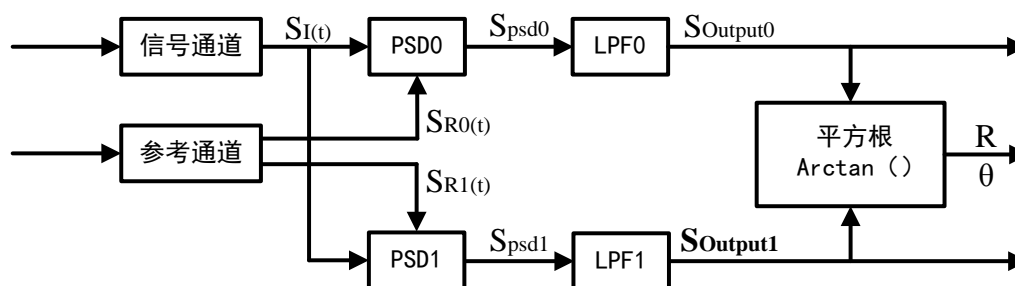 信号通道
SI(t)
PSD0
Spsd0
LPF0
SOutput0
SR0(t)
参考通道
SR1(t)
平方根
Arctan ()
R
θ
PSD1
Spsd1
LPF1
SOutput1